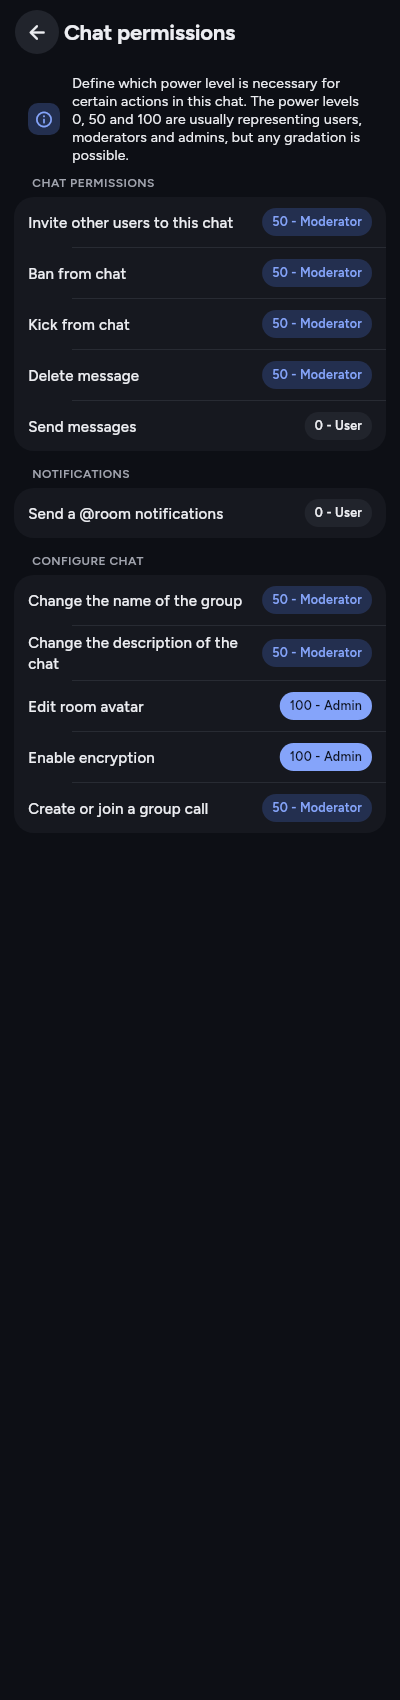 Chat permissions
Define which power level is necessary for
certain actions in this chat. The power levels
0, 50 and 100 are usually representing users,
moderators and admins, but any gradation is
possible.
CHAT PERMISSIONS
Invite other users to this chat 50 - Moderator
Ban from chat 50 - Moderator
Kick from chat 50 - Moderator
Delete message 50 - Moderator
Send messages 0 - User
NOTIFICATIONS
Send a @room notifications 0 - User
CONFIGURE CHAT
Change the name of the group 50 - Moderator
Change the description of the
chat 50 - Moderator
Edit room avatar 100 - Admin
Enable encryption 100 - Admin
Create or join a group call 50 - Moderator